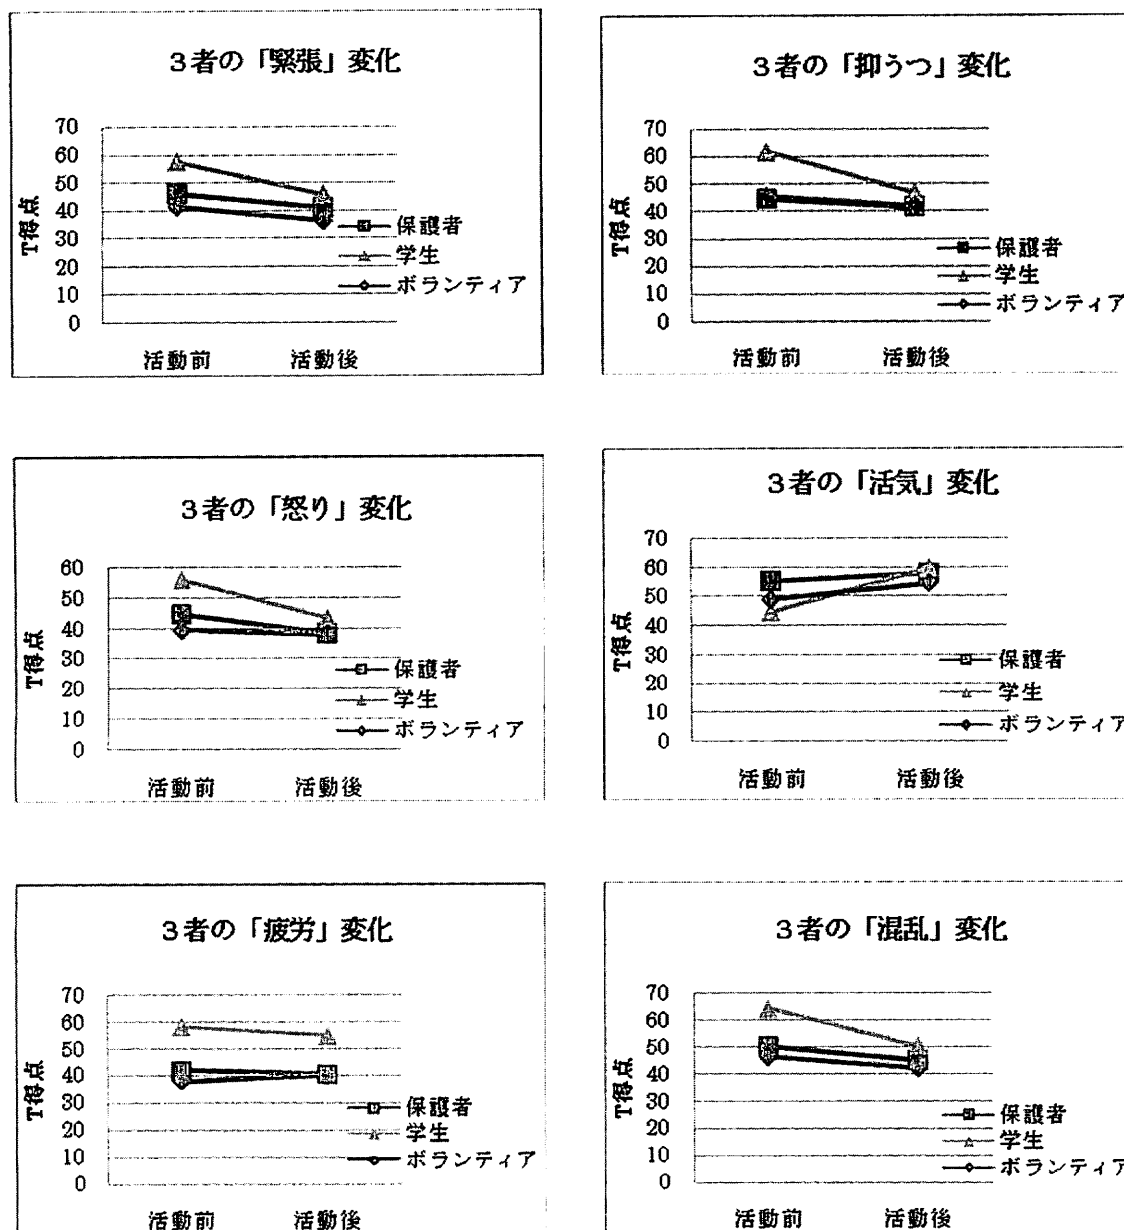 3者の「緊張」変化
T得点
70
60
50
40
30
20
10
0
活動前 活動後
保護者
学生
ボランティア
3者の「抑うつ」変化
70
60
50
40
30
20
10
0
活動前 活動後
保護者
学生
ボランティア
3者の「怒り」変化
T得点
60
50
40
30
20
10
0
活動前 活動後
保護者
学生
ボランティア
3者の「活気」変化
T得点
70
60
50
40
30
20
10
0
活動前 活動後
保護者
学生
ボランティア
3者の「疲労」変化
T得点
70
60
50
40
30
20
10
0
活動前 活動後
保護者
学生
ボランティア
3者の「混乱」変化
T得点
70
60
50
40
30
20
10
0
活動前 活動後
保護者
学生
ボランティア